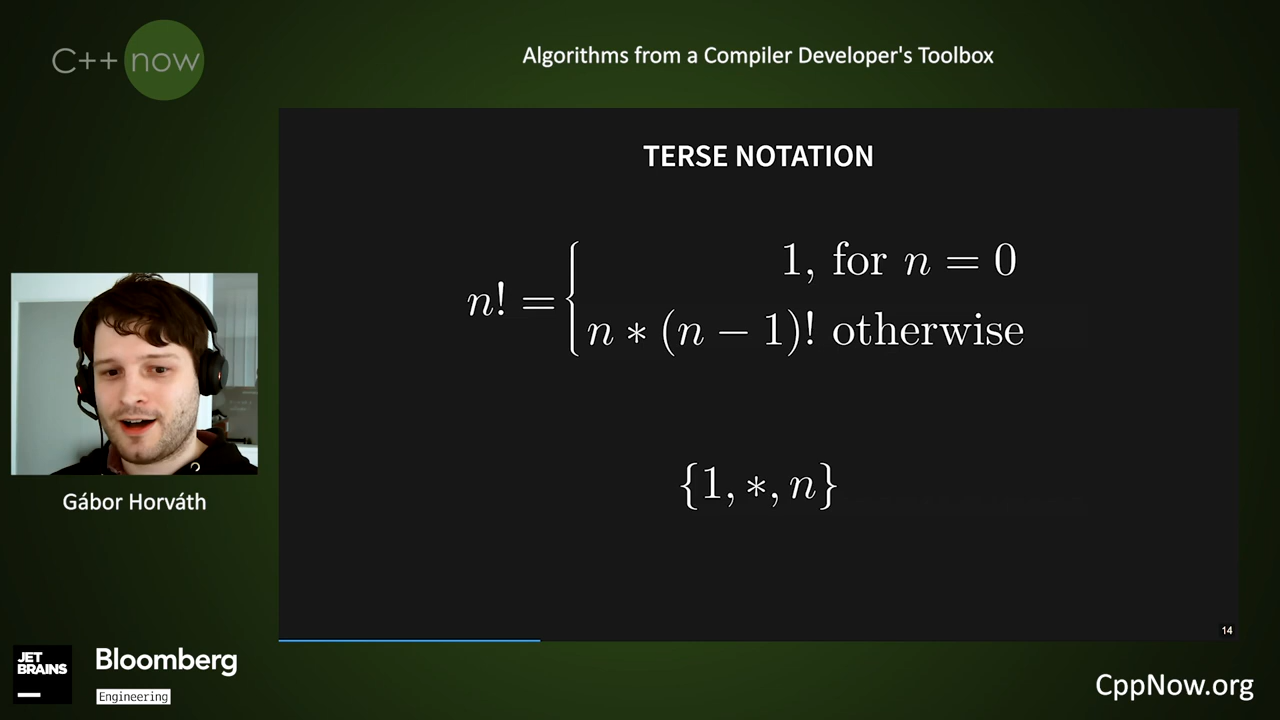 C++ now
Algorithms from a Compiler Developer's Toolbox
TERSE NOTATION
n! = { 1, for n = 0
n * (n − 1)! otherwise
{1, *, n}
Gábor Horváth
14
JET
BRAINS
Bloomberg
Engineering
CppNow.org